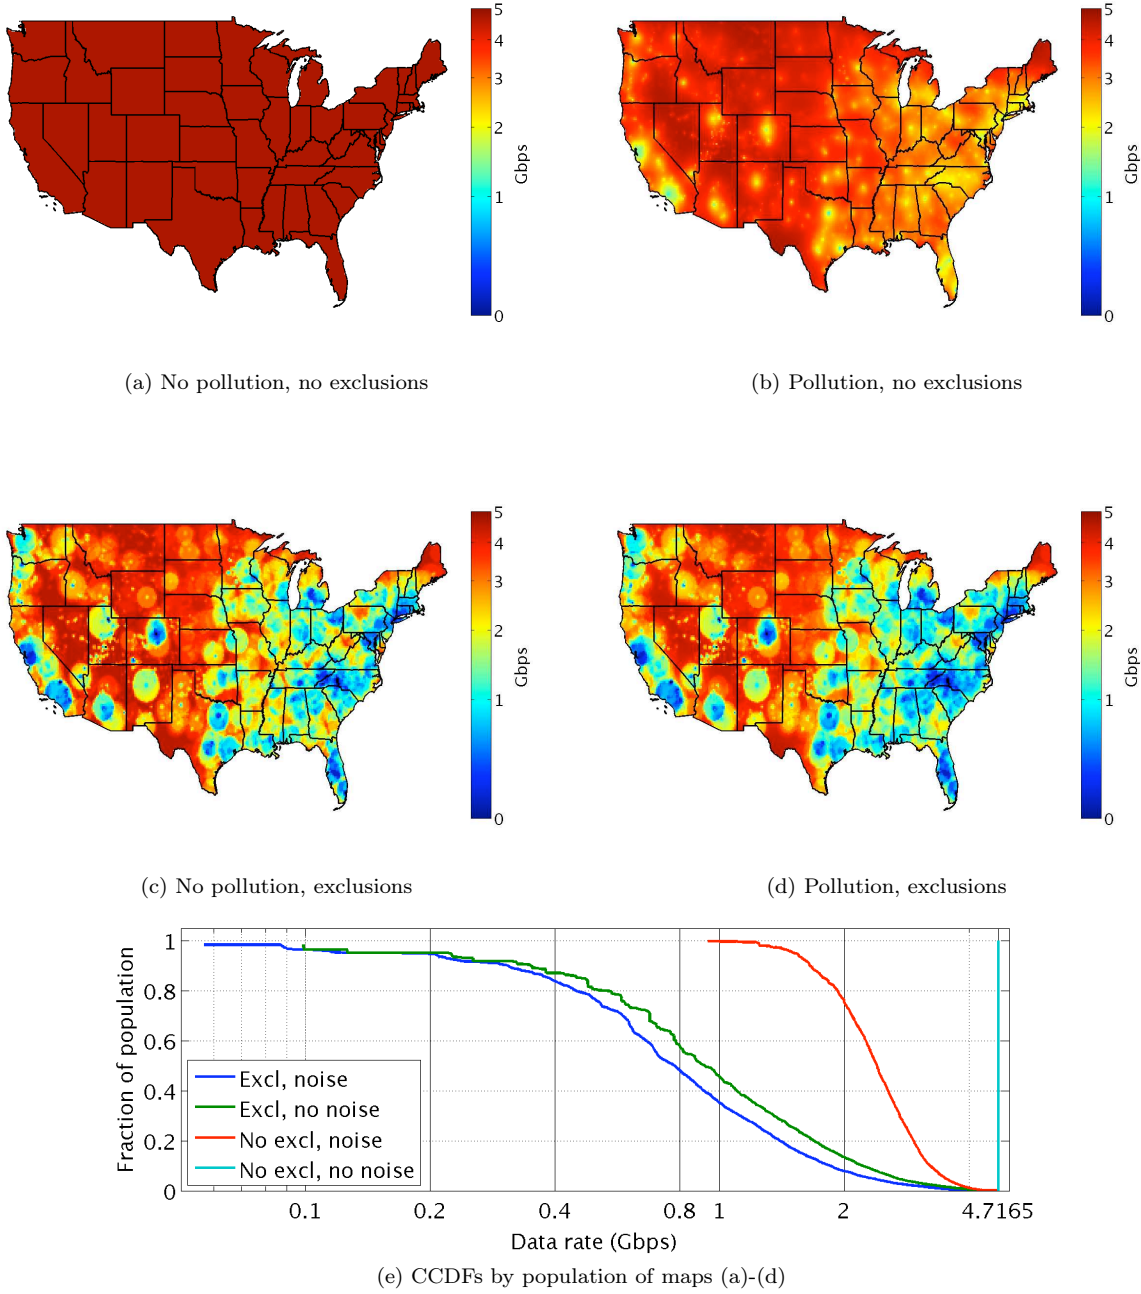 5
4
3
2
1
0
Gbps
5
4
3
2
1
0
Gbps
(a) No pollution, no exclusions
(b) Pollution, no exclusions
5
4
3
2
1
0
Gbps
5
4
3
2
1
0
Gbps
(c) No pollution, exclusions
(d) Pollution, exclusions
Fraction of population
1
0.8
0.6
0.4
0.2
0
Excl, noise
Excl, no noise
No excl, noise
No excl, no noise
0.1 0.2 0.4 0.8 1 2 4.7165
Data rate (Gbps)
(e) CCDFs by population of maps (a)-(d)